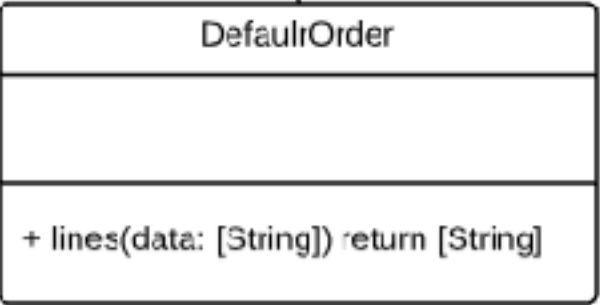 DefaulrOrder
+ lines(data: [String]) return [String]